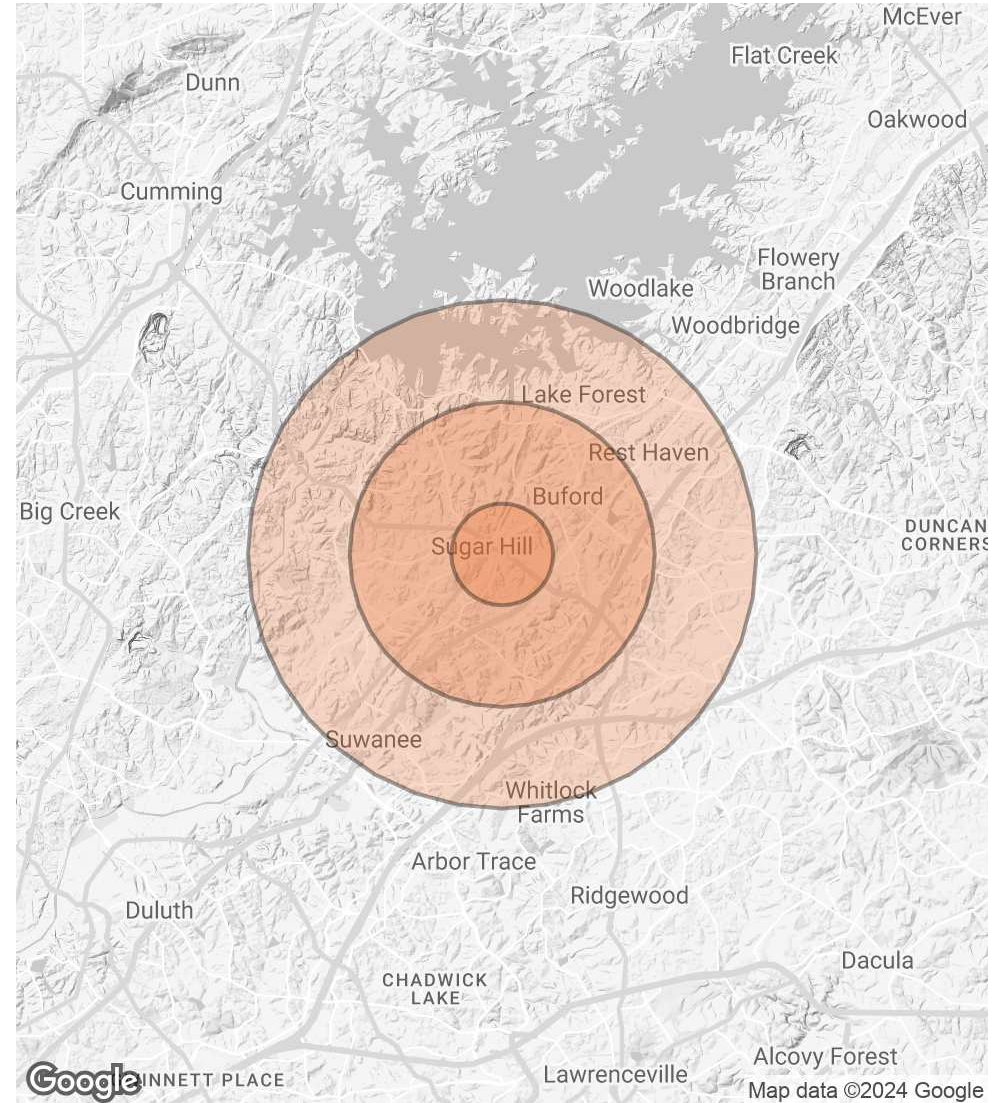 McEver
Flat Creek
Dunn
Oakwood
Cumming
Flowery
Branch
Woodlake
Woodbridge
Lake Forest
Rest Haven
Buford
Big Creek
DUNCAN
CORNERS
Sugar Hill
Suwanee
Whitlock
Farms
Arbor Trace
Ridgewood
Duluth
Dacula
CHADWICK
LAKE
Alcovy Forest
Google
INNETT PLACE
Lawrenceville
Map data ©2024 Google